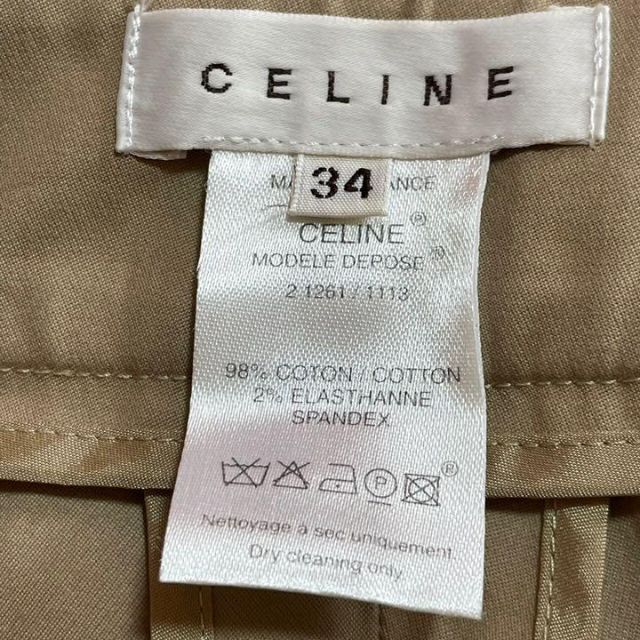 CELINE
34
CELINE®
MODELE DEPOSE®
2.1261 / 1113
98% COTON / COTTON
2% ELASTHANNE
SPANDEX
®
Nettoyage à sec uniquement.
Dry cleaning only